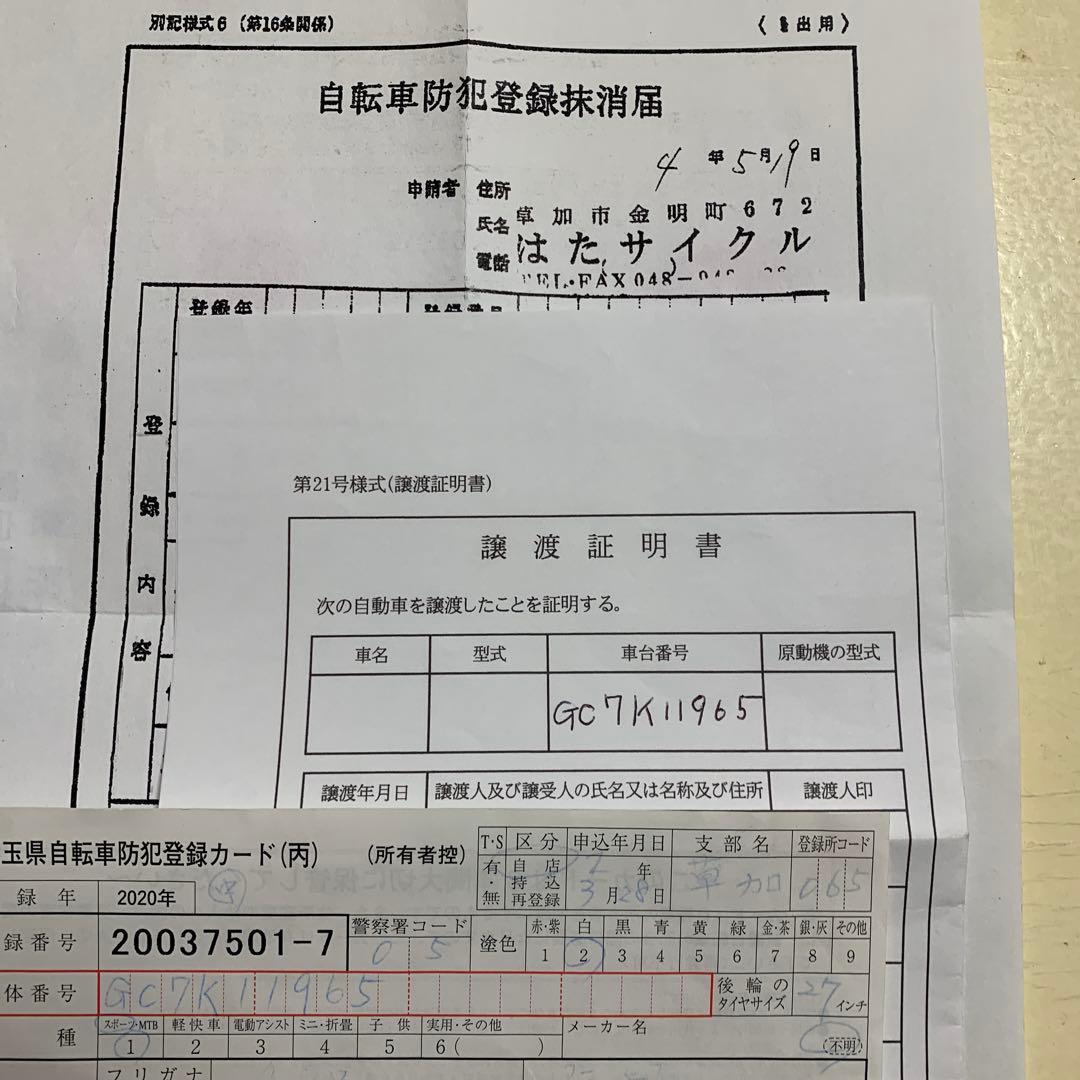 別記様式6（第16条関係）
出用）
自転車防犯登録抹消届
4年5月19日
申請者 住所 草加市金明町672
氏名 はたサイクル
電話 TEL・FAX 048-
登録年 登録番号
登録内容
第21号様式(譲渡証明書)
譲渡証明書
次の自動車を譲渡したことを証明する。
車名 型式 車台番号 原動機の型式
GC7K11965
譲渡年月日 譲渡人及び譲受人の氏名又は名称及び住所 譲渡人印
玉県自転車防犯登録カード(丙) (所有者控)
T・S 区分 申込年月日 支部名 登録所コード
有・無 自店 持込 再登録 年3月28日 草加 065
録年 2020年
録番号 20037501-7 警察署コード 05
塗色 赤・紫 白 黒 青 黄 緑 金・茶 銀・灰 その他
1 2 3 4 5 6 7 8 9
体番号 GC7K11965 後輪のタイヤサイズ 27インチ
種 スポーツ・MTB 軽快車 電動アシスト ミニ・折畳 子供 実用・その他 メーカー名
1 2 3 4 5 6( ) 不明
フリガナ